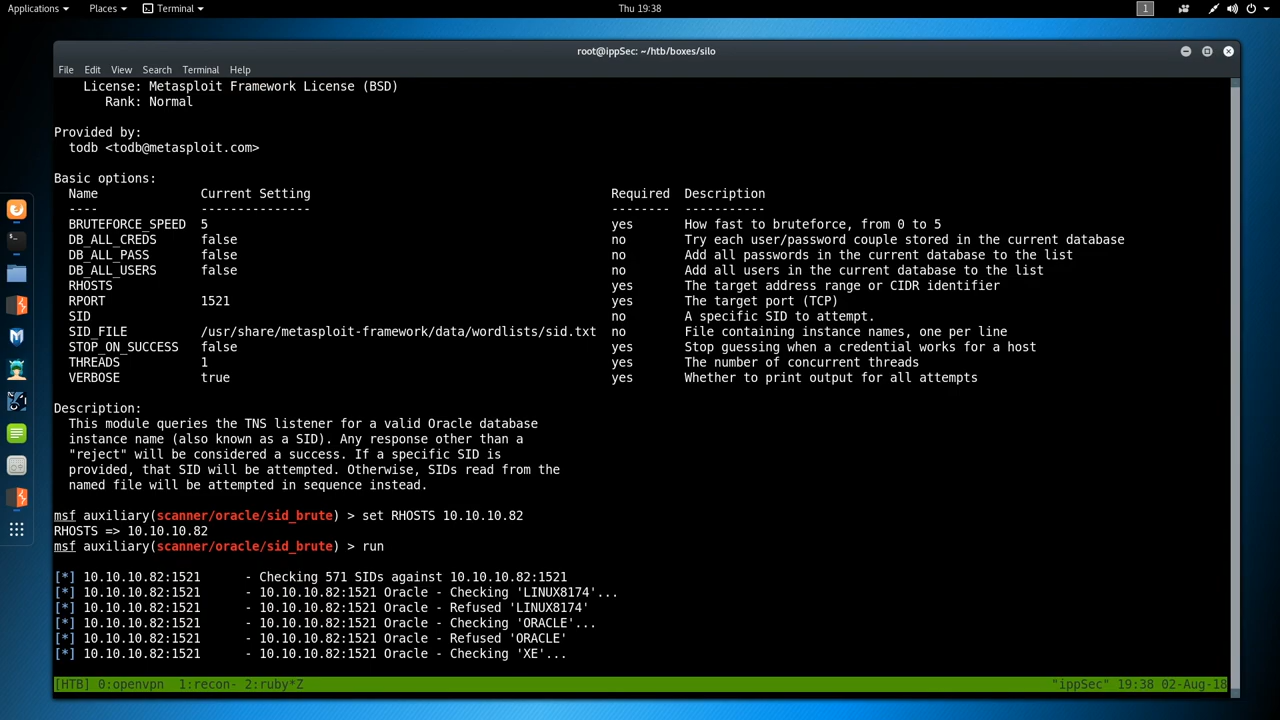 Applications Places Terminal Thu 19:38 1
root@ippSec: ~/htb/boxes/silo
File Edit View Search Terminal Help
License: Metasploit Framework License (BSD)
Rank: Normal
Provided by:
todb <todb@metasploit.com>
Basic options:
Name Current Setting Required Description
---- --------------- -------- -----------
BRUTEFORCE_SPEED 5 yes How fast to bruteforce, from 0 to 5
DB_ALL_CREDS false no Try each user/password couple stored in the current database
DB_ALL_PASS false no Add all passwords in the current database to the list
DB_ALL_USERS false no Add all users in the current database to the list
RHOSTS yes The target address range or CIDR identifier
RPORT 1521 yes The target port (TCP)
SID no A specific SID to attempt.
SID_FILE /usr/share/metasploit-framework/data/wordlists/sid.txt no File containing instance names, one per line
STOP_ON_SUCCESS false yes Stop guessing when a credential works for a host
THREADS 1 yes The number of concurrent threads
VERBOSE true yes Whether to print output for all attempts
Description:
This module queries the TNS listener for a valid Oracle database
instance name (also known as a SID). Any response other than a
"reject" will be considered a success. If a specific SID is
provided, that SID will be attempted. Otherwise, SIDs read from the
named file will be attempted in sequence instead.
msf auxiliary(scanner/oracle/sid_brute) > set RHOSTS 10.10.10.82
RHOSTS => 10.10.10.82
msf auxiliary(scanner/oracle/sid_brute) > run
[*] 10.10.10.82:1521 - Checking 571 SIDs against 10.10.10.82:1521
[*] 10.10.10.82:1521 - 10.10.10.82:1521 Oracle - Checking 'LINUX8174'...
[*] 10.10.10.82:1521 - 10.10.10.82:1521 Oracle - Refused 'LINUX8174'
[*] 10.10.10.82:1521 - 10.10.10.82:1521 Oracle - Checking 'ORACLE'...
[*] 10.10.10.82:1521 - 10.10.10.82:1521 Oracle - Refused 'ORACLE'
[*] 10.10.10.82:1521 - 10.10.10.82:1521 Oracle - Checking 'XE'...
[HTB] 0:openvpn 1:recon- 2:ruby*Z "ippSec" 19:38 02-Aug-18